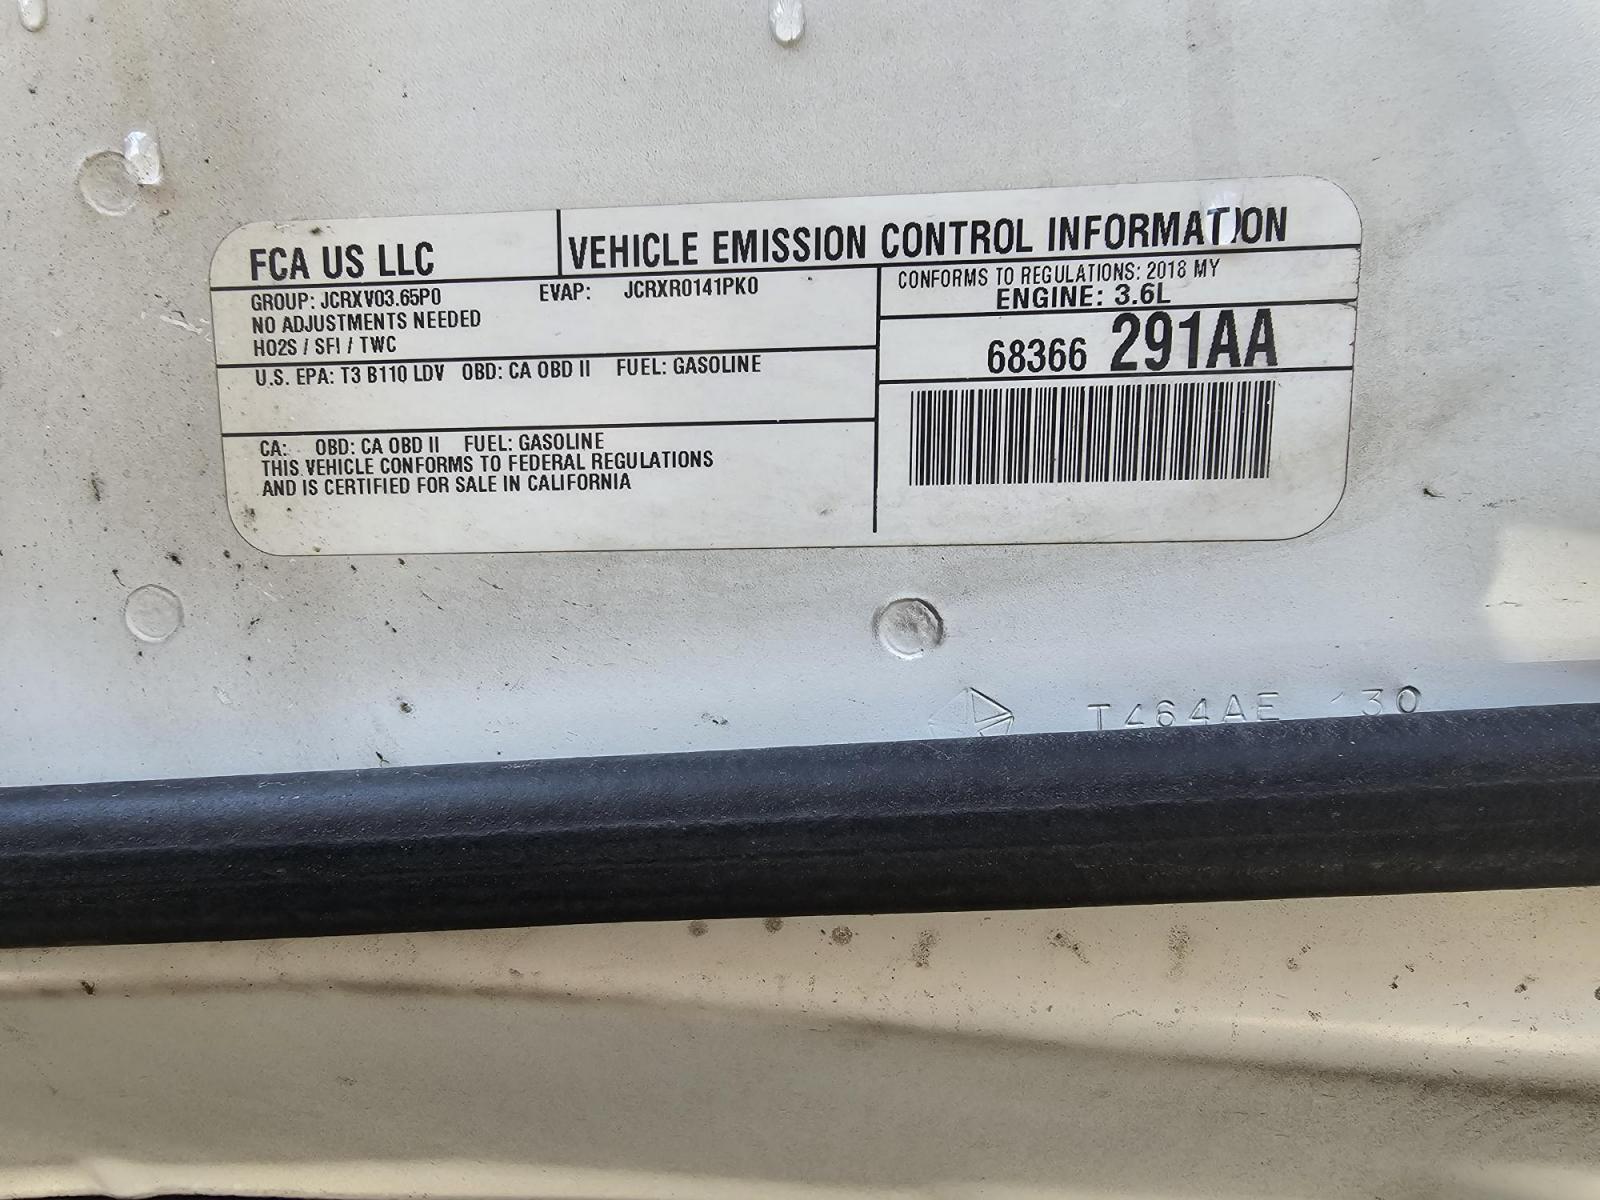 FCA US LLC
VEHICLE EMISSION CONTROL INFORMATION
GROUP: JCRXV03.65P0 EVAP: JCRXR0141PK0
NO ADJUSTMENTS NEEDED
HO2S / SFI / TWC
CONFORMS TO REGULATIONS: 2018 MY
ENGINE: 3.6L
68366 291AA
U.S. EPA: T3 B110 LDV OBD: CA OBD II FUEL: GASOLINE
CA: OBD: CA OBD II FUEL: GASOLINE
THIS VEHICLE CONFORMS TO FEDERAL REGULATIONS
AND IS CERTIFIED FOR SALE IN CALIFORNIA
T464AE 130